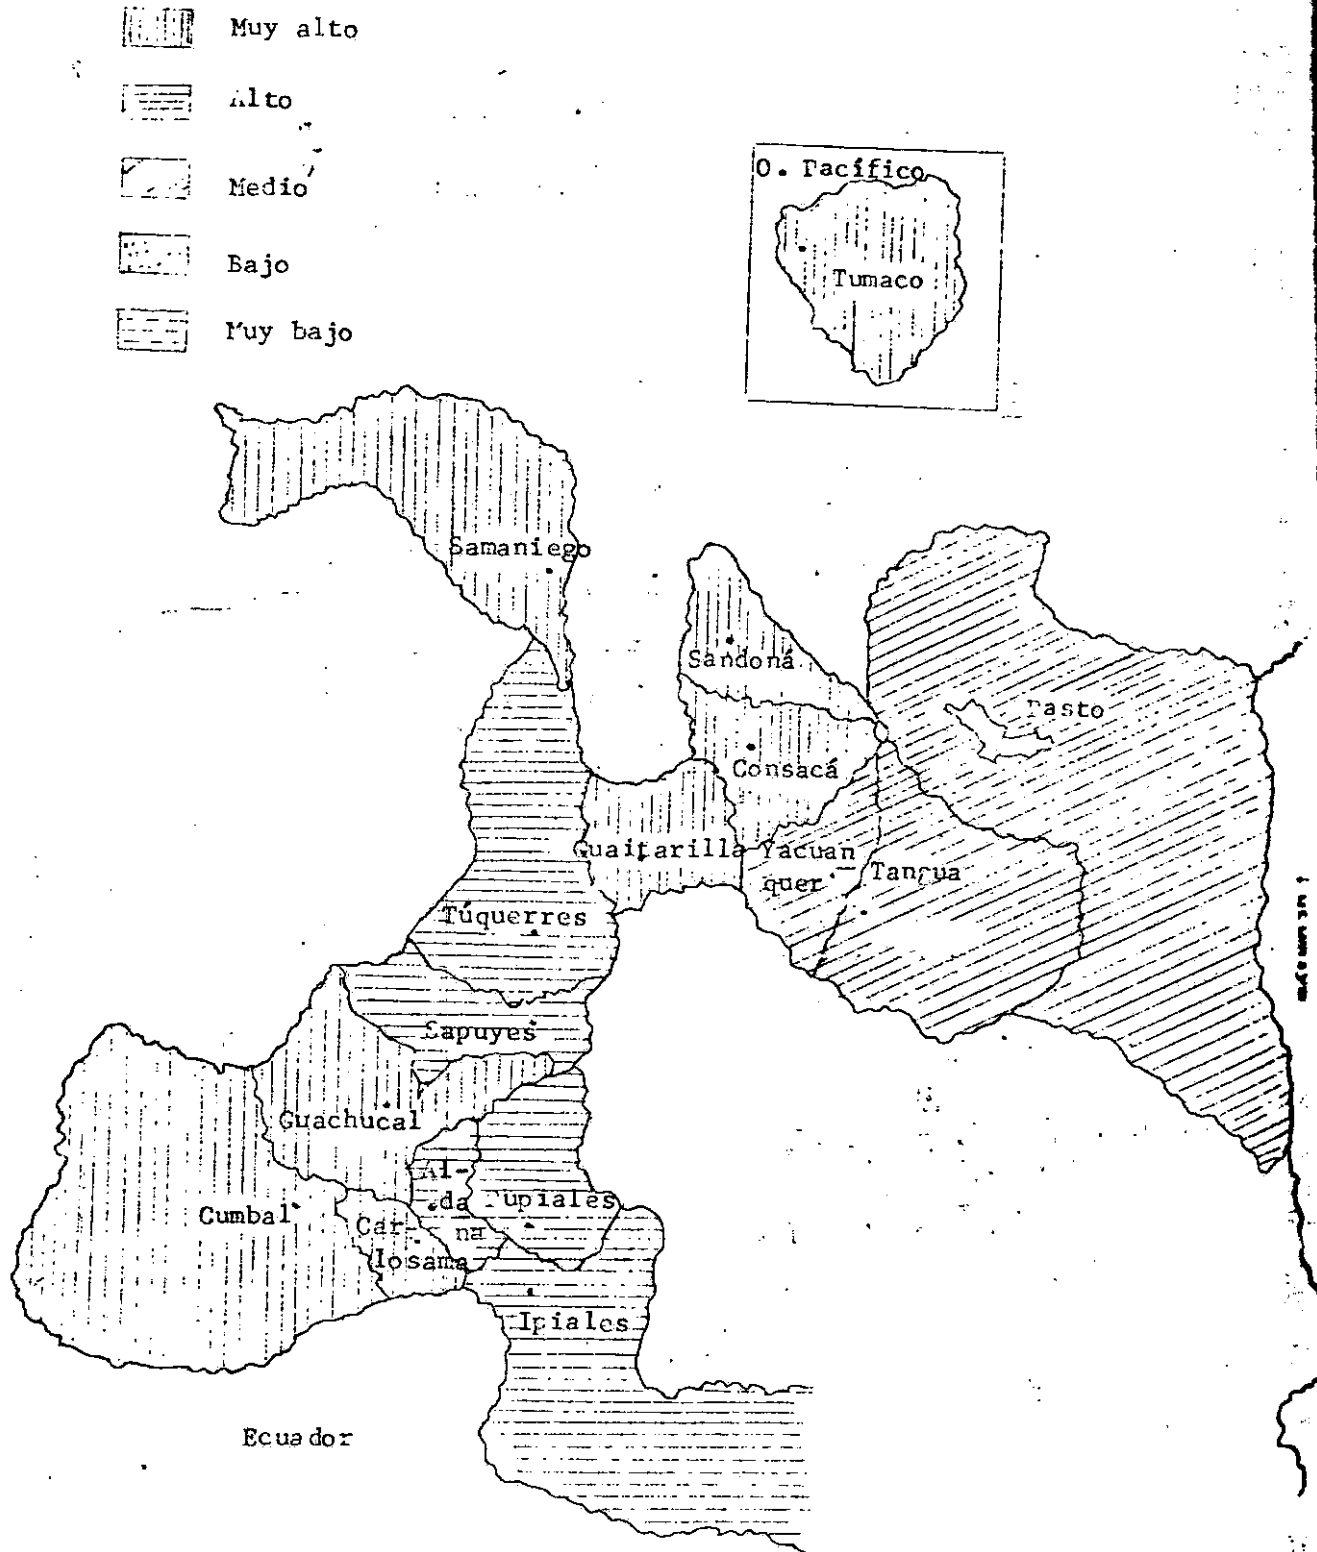 Muy alto
Alto
Medio
Bajo
Muy bajo
O. Pacífico
Tumaco
Samaniego
Sandoná
Pasto
Consacá
Guaitarilla
Yacuan
quer
Tangua
Túquerres
Sapuyes
Guachucal
Al-
da
na
Pupiales
Cumbal
Car-
losama
Ipiales
Ecuador